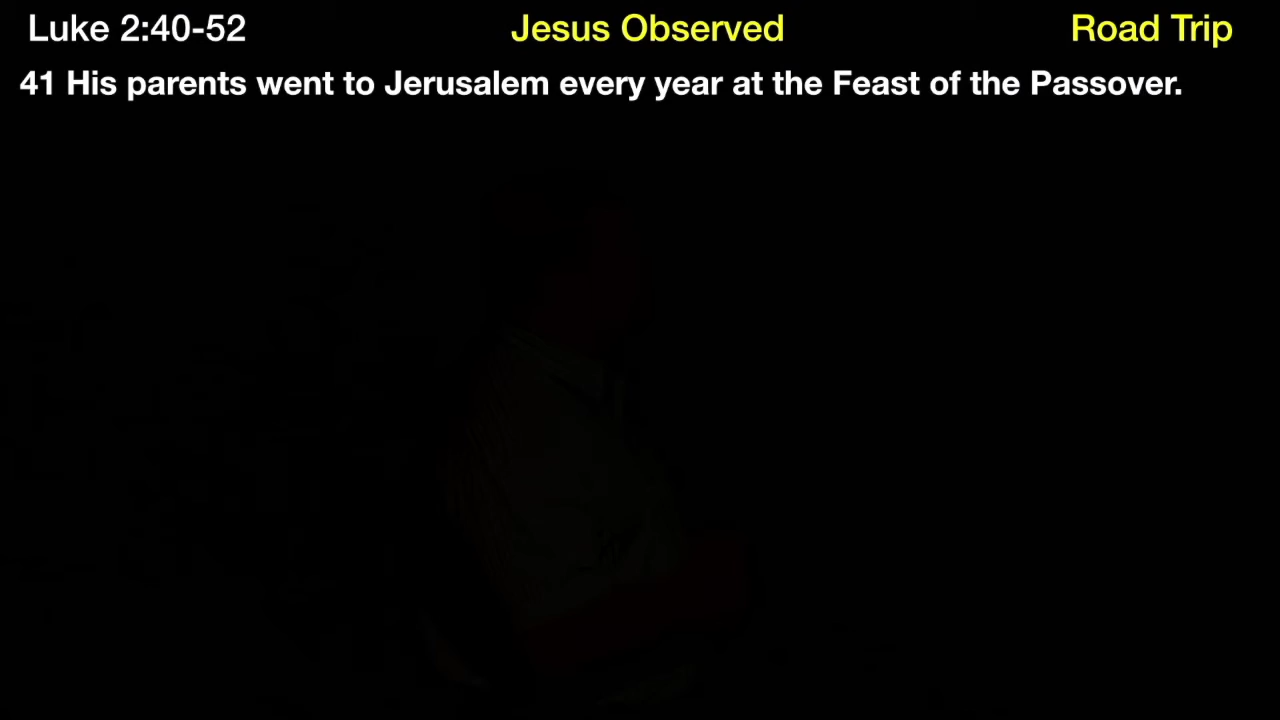 Luke 2:40-52 Jesus Observed Road Trip
41 His parents went to Jerusalem every year at the Feast of the Passover.